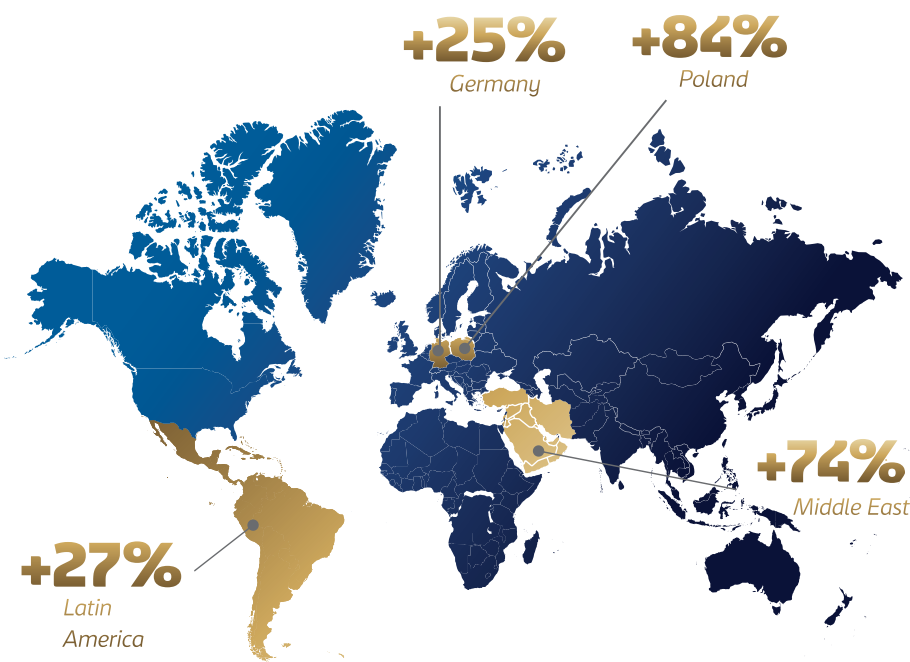 +25%
Germany
+84%
Poland
+74%
Middle East
+27%
Latin
America